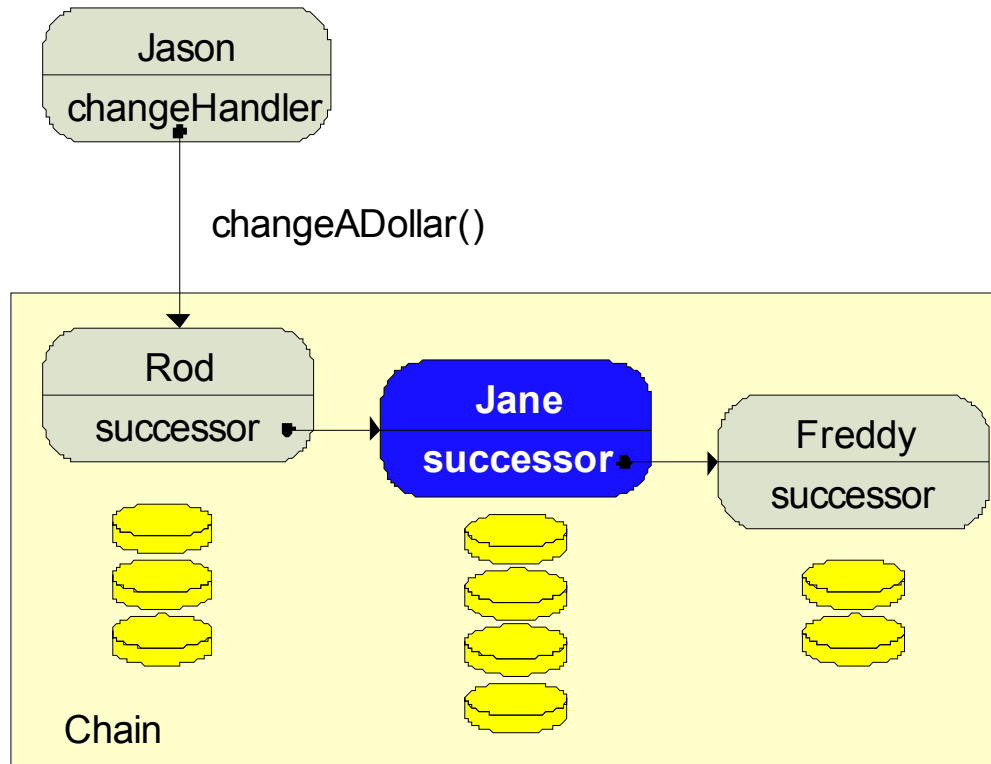 Jason
changeHandler
changeADollar()
Rod
successor
Jane
successor
Freddy
successor
Chain